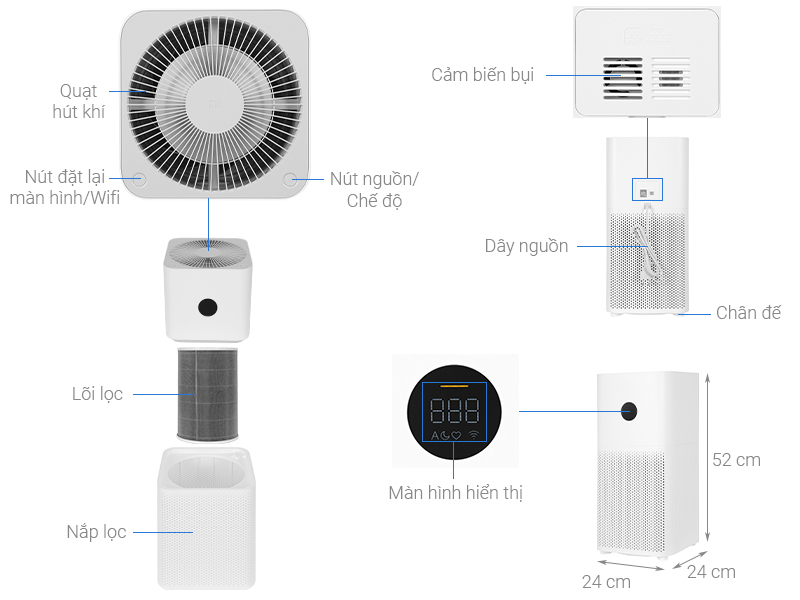 Quạt
hút khí
Nút đặt lại
màn hình/Wifi
Nút nguồn/
Chế độ
Lõi lọc
Nắp lọc
Cảm biến bụi
Dây nguồn
Chân đế
888
A
Màn hình hiển thị
52 cm
24 cm
24 cm